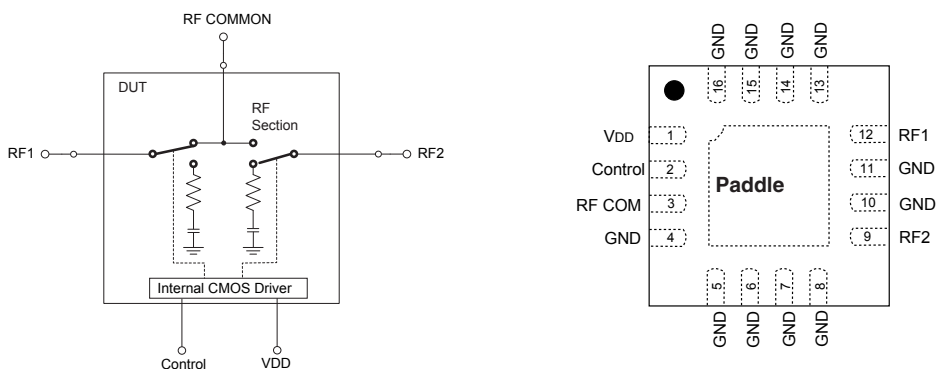 RF COMMON
DUT
RF
Section
RF1
RF2
Internal CMOS Driver
Control
VDD
GND
GND
GND
GND
16
15
14
13
VDD
1
Control
2
RF COM
3
GND
4
Paddle
12
RF1
11
GND
10
GND
9
RF2
5
6
7
8
GND
GND
GND
GND